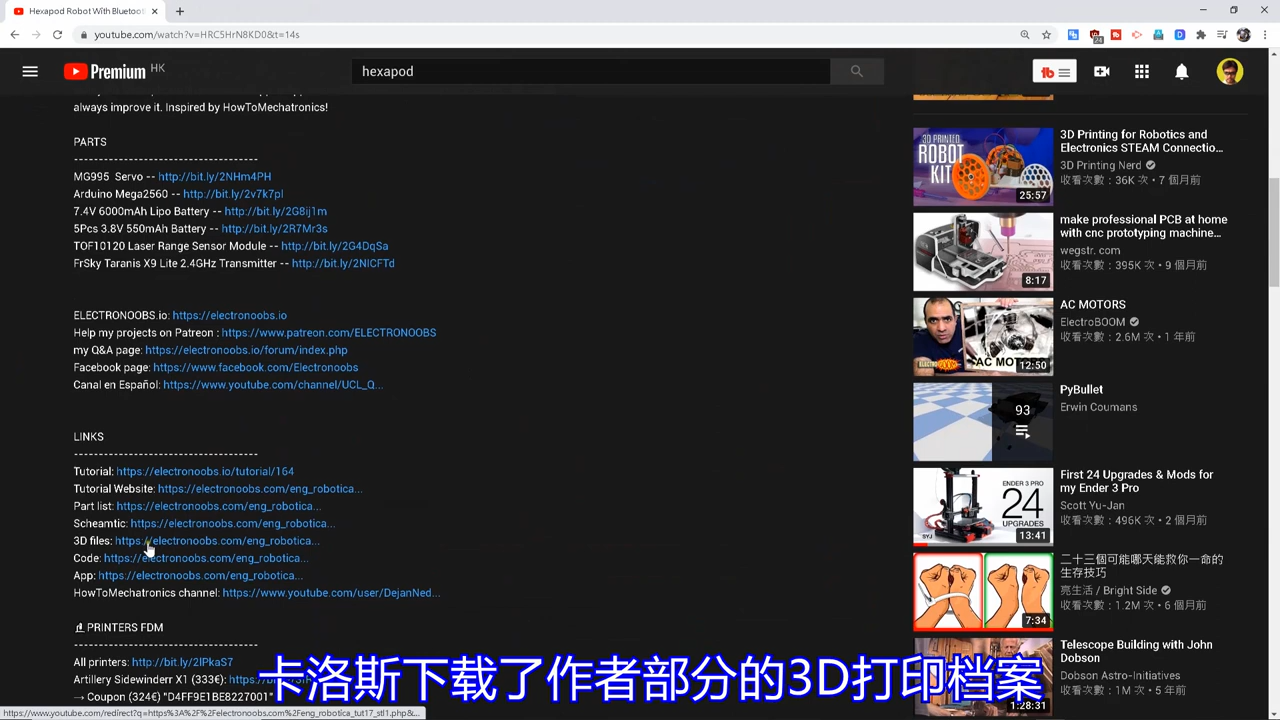 Hexapod Robot With Bluetoo
youtube.com/watch?v=HRC5HrN8KD0&t=14s
Premium HK
hexapod
always improve it. Inspired by HowToMechatronics!
PARTS
-------------------------------------
MG995 Servo -- http://bit.ly/2NHm4PH
Arduino Mega2560 -- http://bit.ly/2v7k7pI
7.4V 6000mAh Lipo Battery -- http://bit.ly/2G8ij1m
5Pcs 3.8V 550mAh Battery -- http://bit.ly/2R7Mr3s
TOF10120 Laser Range Sensor Module -- http://bit.ly/2G4DqSa
FrSky Taranis X9 Lite 2.4GHz Transmitter -- http://bit.ly/2NICFTd
ELECTRONOOBS io: https://electronoobs.io
Help my projects on Patreon : http://www.patreon.com/ELECTRONOOBS
my Q&A page: https://electronoobs.io/forum/index.php
Facebook page: https://www.facebook.com/Electronoobs
Canal en Español: https://www.youtube.com/channel/UCL_Q...
LINKS
-------------------------------------
Tutorial: https://electronoobs.io/tutorial/164
Tutorial Website: https://electronoobs.com/eng_robotica...
Part list: https://electronoobs.com/eng_robotica...
Scheamtic: https://electronoobs.com/eng_robotica...
3D files: https://electronoobs.com/eng_robotica...
Code: https://electronoobs.com/eng_robotica...
App: https://electronoobs.com/eng_robotica...
HowToMechatronics channel: https://www.youtube.com/user/DejanNed...
PRINTERS FDM
-------------------------------------
All printers: http://bit.ly/2IPkaS7
Artillery Sidewinder X1 (333€):
→ Coupon (324€) "D4FF9E1BE8227001"
3D PRINTED
ROBOT
KIT
25:57
3D Printing for Robotics and
Electronics STEAM Connectio...
3D Printing Nerd
收看次數：36K 次 • 7 個月前
8:17
make professional PCB at home
with cnc prototyping machine...
wegstr. com
收看次數：395K 次 • 9 個月前
AC MOTORS
12:50
AC MOTORS
ElectroBOOM
收看次數：2.6M 次 • 1 年前
93
PyBullet
Erwin Coumans
ENDER 3 PRO
24
UPGRADES
SYJ
13:41
First 24 Upgrades & Mods for
my Ender 3 Pro
Scott Yu-Jan
收看次數：496K 次 • 2 個月前
7:34
二十三個可能哪天能救你一命的
生存技巧
亮生活 / Bright Side
收看次數：1.2M 次 • 6 個月前
1:28:31
Telescope Building with John
Dobson
Dobson Astro-Initiatives
收看次數：1M 次 • 5 年前
卡洛斯下载了作者部分的3D打印档案
https://www.youtube.com/redirect?q=https%3A%2F%2Felectronoobs.com%2Feng_robotica_tut17_stl1.php&...